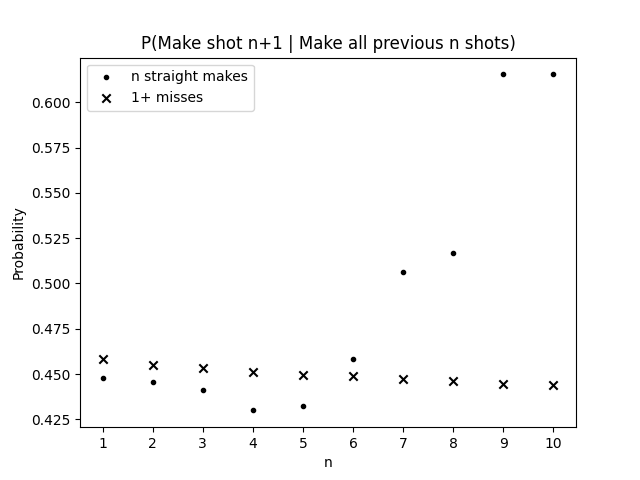 P(Make shot n+1 | Make all previous n shots)
n straight makes
1+ misses
0.600
0.575
0.550
0.525
0.500
0.475
0.450
0.425
Probability
1 2 3 4 5 6 7 8 9 10
n